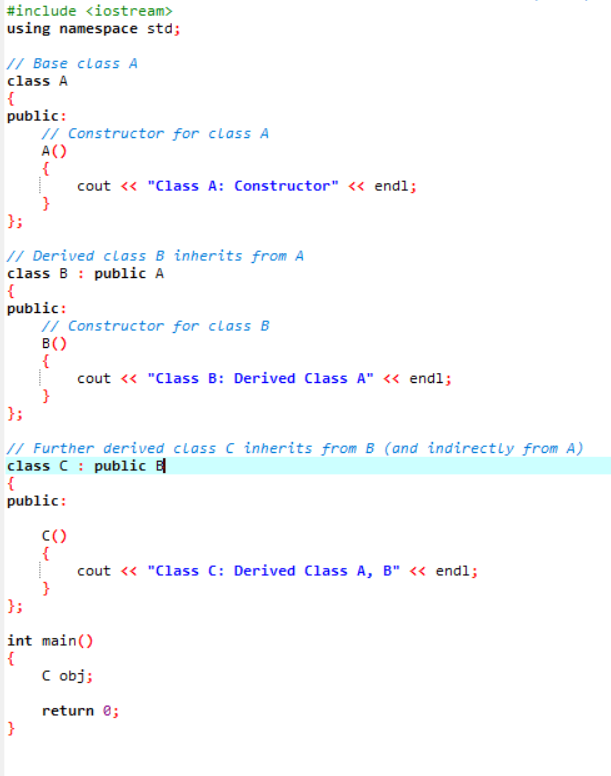 #include <iostream>
using namespace std;
// Base class A
class A
{
public:
// Constructor for class A
A()
{
cout << "Class A: Constructor" << endl;
}
};
// Derived class B inherits from A
class B : public A
{
public:
// Constructor for class B
B()
{
cout << "Class B: Derived Class A" << endl;
}
};
// Further derived class C inherits from B (and indirectly from A)
class C : public B
{
public:
C()
{
cout << "Class C: Derived Class A, B" << endl;
}
};
int main()
{
C obj;
return 0;
}